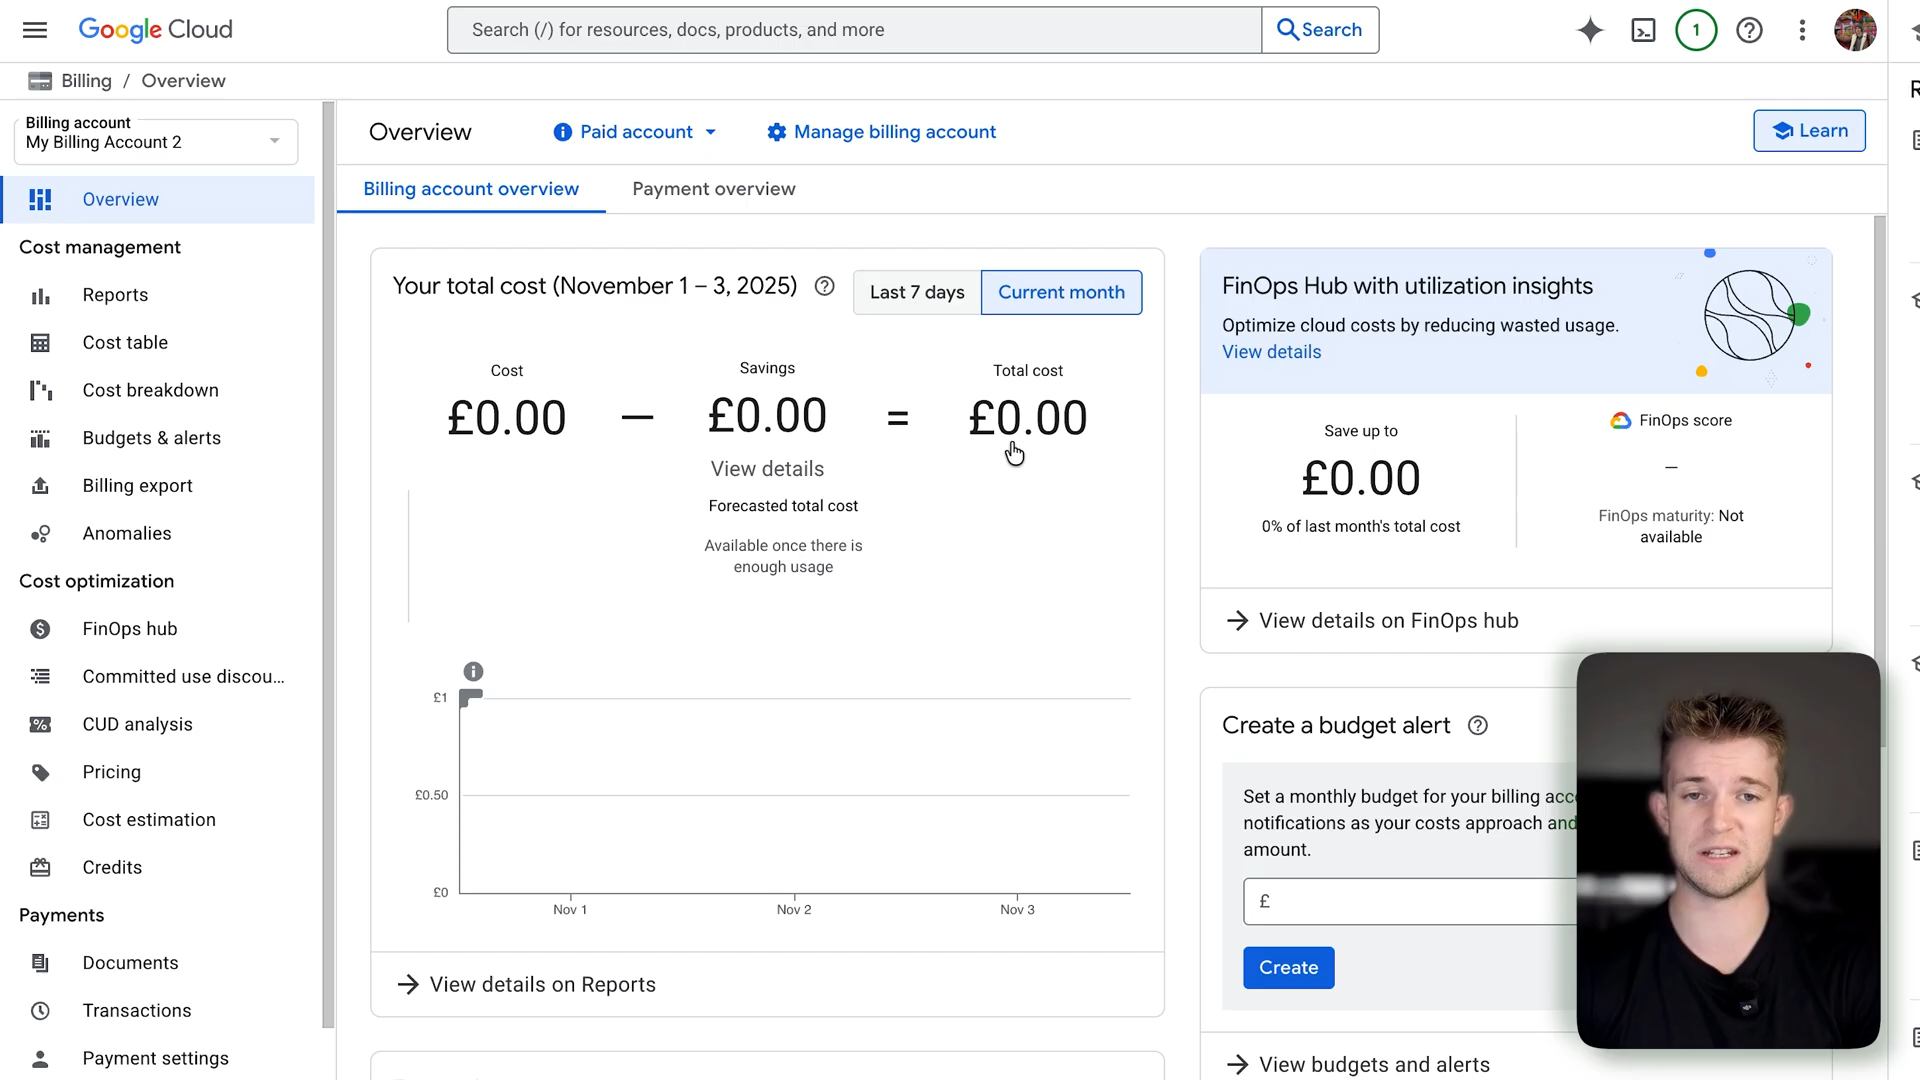 Google Cloud
Search (/) for resources, docs, products, and more
Search
1
Billing / Overview
Billing account
My Billing Account 2
Overview
Cost management
Reports
Cost table
Cost breakdown
Budgets & alerts
Billing export
Anomalies
Cost optimization
FinOps hub
Committed use discou...
CUD analysis
Pricing
Cost estimation
Credits
Payments
Documents
Transactions
Payment settings
Overview
Paid account
Manage billing account
Learn
Billing account overview
Payment overview
Your total cost (November 1 – 3, 2025)
Last 7 days
Current month
Cost
£0.00
—
Savings
£0.00
=
Total cost
£0.00
View details
Forecasted total cost
Available once there is
enough usage
£1
£0.50
£0
Nov 1
Nov 2
Nov 3
View details on Reports
FinOps Hub with utilization insights
Optimize cloud costs by reducing wasted usage.
View details
Save up to
£0.00
0% of last month's total cost
FinOps score
–
FinOps maturity: Not
available
View details on FinOps hub
Create a budget alert
Set a monthly budget for your billing
notifications as your costs approach and
amount.
£
Create
View budgets and alerts